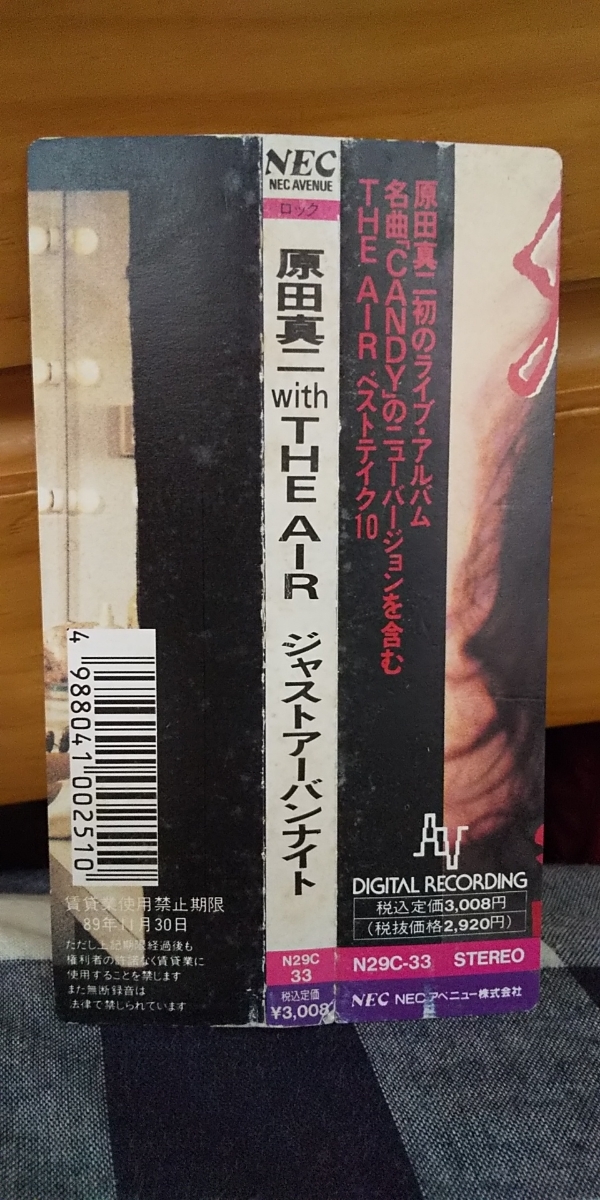 NEC
NEC AVENUE
ロック
原田真二 with THE AIR ジャストアーバンナイト
N29C
33
税込定価
¥3,008
原田真二初のライブ・アルバム
名曲「CANDY」のニューバージョンを含む
THE AIR ベストテイク10
AV
DIGITAL RECORDING
税込定価3,008円
(税抜価格2,920円)
N29C-33 STEREO
NEC NECアベニュー株式会社
4 988041 002510
賃貸業使用禁止期限
89年11月30日
ただし上記期限経過後も
権利者の許諾なく賃貸業に
使用することを禁じます
また無断録音は
法律で禁じられています